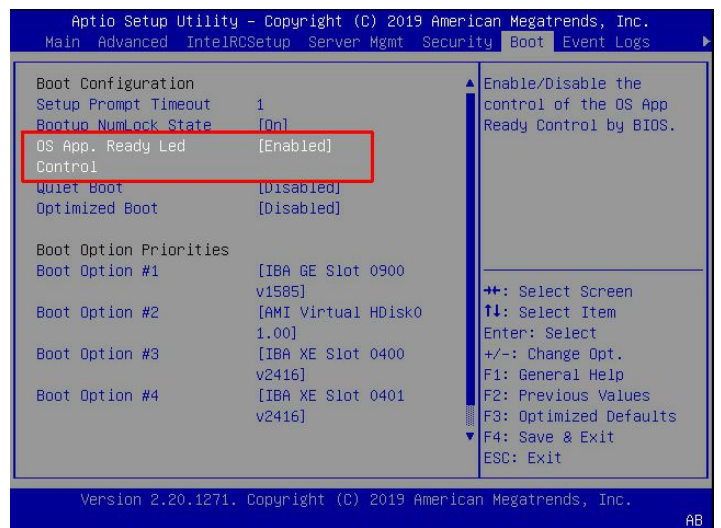 Aptio Setup Utility – Copyright (C) 2019 American Megatrends, Inc.
Main Advanced IntelRCSetup Server Mgmt Security Boot Event Logs
Boot Configuration
Setup Prompt Timeout 1
Bootup NumLock State [On]
OS App. Ready Led [Enabled]
Control
Quiet Boot [Disabled]
Optimized Boot [Disabled]
Boot Option Priorities
Boot Option #1 [IBA GE Slot 0900
v1585]
Boot Option #2 [AMI Virtual HDisk0
1.00]
Boot Option #3 [IBA XE Slot 0400
v2416]
Boot Option #4 [IBA XE Slot 0401
v2416]
Enable/Disable the
control of the OS App
Ready Control by BIOS.
→←: Select Screen
↑↓: Select Item
Enter: Select
+/-: Change Opt.
F1: General Help
F2: Previous Values
F3: Optimized Defaults
F4: Save & Exit
ESC: Exit
Version 2.20.1271. Copyright (C) 2019 American Megatrends, Inc.
AB